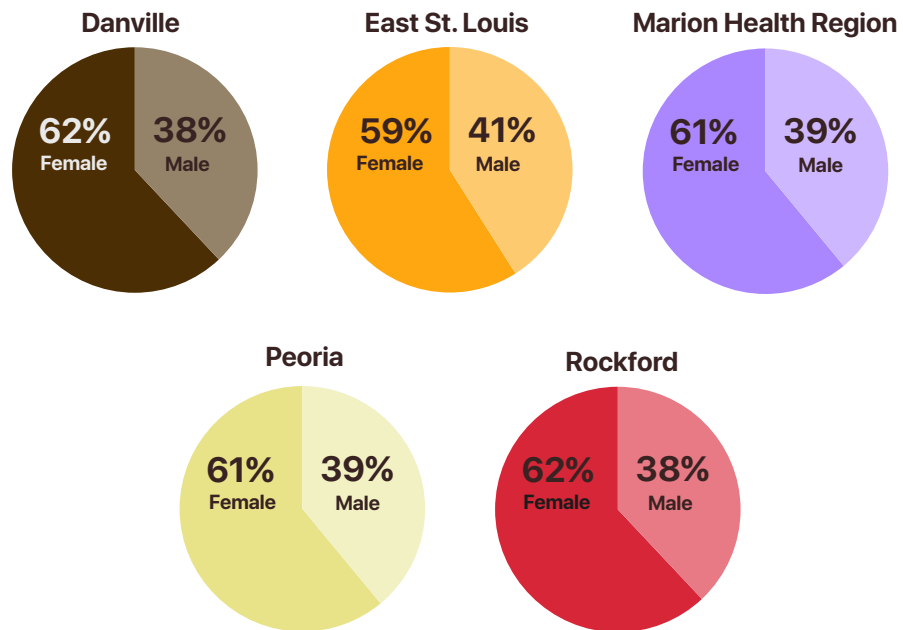 Danville
62%
Female
38%
Male
East St. Louis
59%
Female
41%
Male
Marion Health Region
61%
Female
39%
Male
Peoria
61%
Female
39%
Male
Rockford
62%
Female
38%
Male